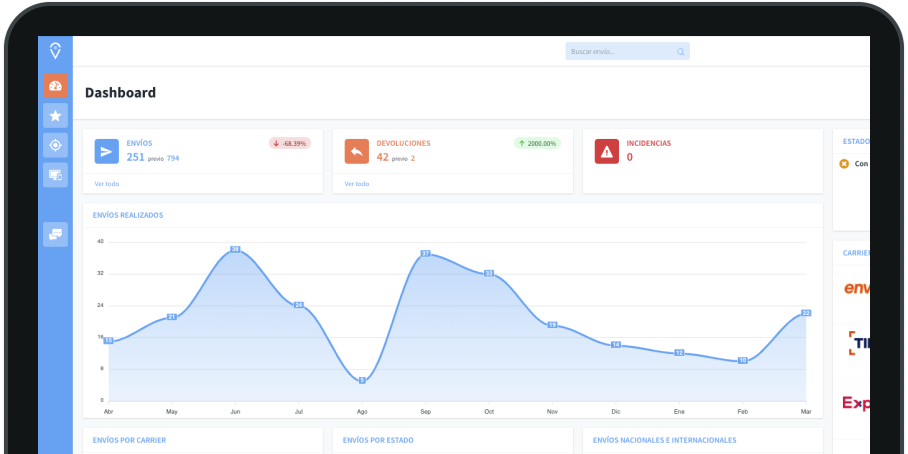 Buscar envío...
Dashboard
ENVÍOS
251 previo 794
-68.39%
Ver todo
DEVOLUCIONES
42 previo 2
2000.00%
Ver todo
INCIDENCIAS
0
ESTADO
Con
ENVÍOS REALIZADOS
40
32
24
16
8
0
15
21
38
24
5
37
32
19
14
12
10
22
Abr May Jun Jul Ago Sep Oct Nov Dic Ene Feb Mar
CARRIER
env
TI
Exp
ENVÍOS POR CARRIER
ENVÍOS POR ESTADO
ENVÍOS NACIONALES E INTERNACIONALES